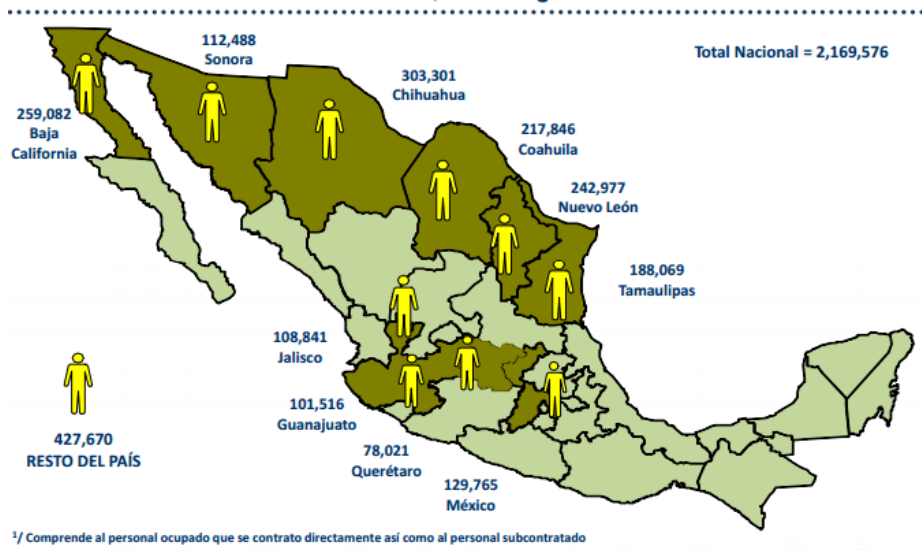 112,488
Sonora
Total Nacional = 2,169,576
303,301
Chihuahua
259,082
Baja
California
217,846
Coahuila
242,977
Nuevo León
188,069
Tamaulipas
108,841
Jalisco
101,516
Guanajuato
427,670
RESTO DEL PAÍS
78,021
Querétaro
129,765
México
1/ Comprende al personal ocupado que se contrato directamente así como al personal subcontratado